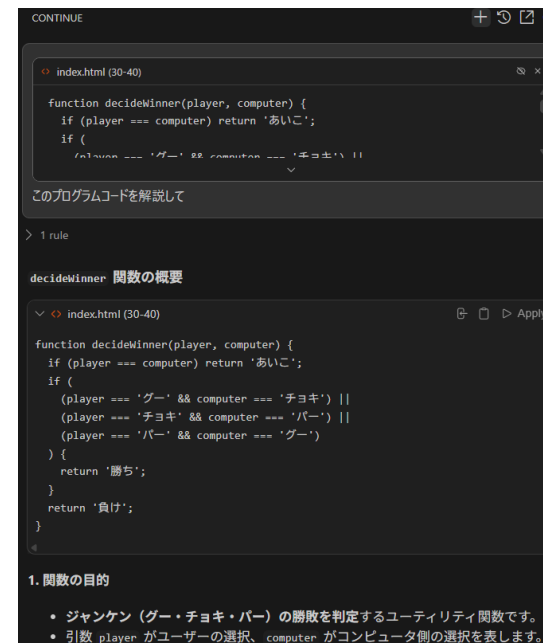 CONTINUE
index.html (30-40)
function decideWinner(player, computer) {
if (player === computer) return 'あいこ';
if (
(player === 'グー' && computer === 'チョキ') ||
このプログラムコードを解説して
1 rule
decideWinner 関数の概要
index.html (30-40)
Apply
function decideWinner(player, computer) {
if (player === computer) return 'あいこ';
if (
(player === 'グー' && computer === 'チョキ') ||
(player === 'チョキ' && computer === 'パー') ||
(player === 'パー' && computer === 'グー')
) {
return '勝ち';
}
return '負け';
}
1. 関数の目的
• ジャンケン（グー・チョキ・パー）の勝敗を判定するユーティリティ関数です。
• 引数 player がユーザーの選択、computer がコンピュータ側の選択を表します。